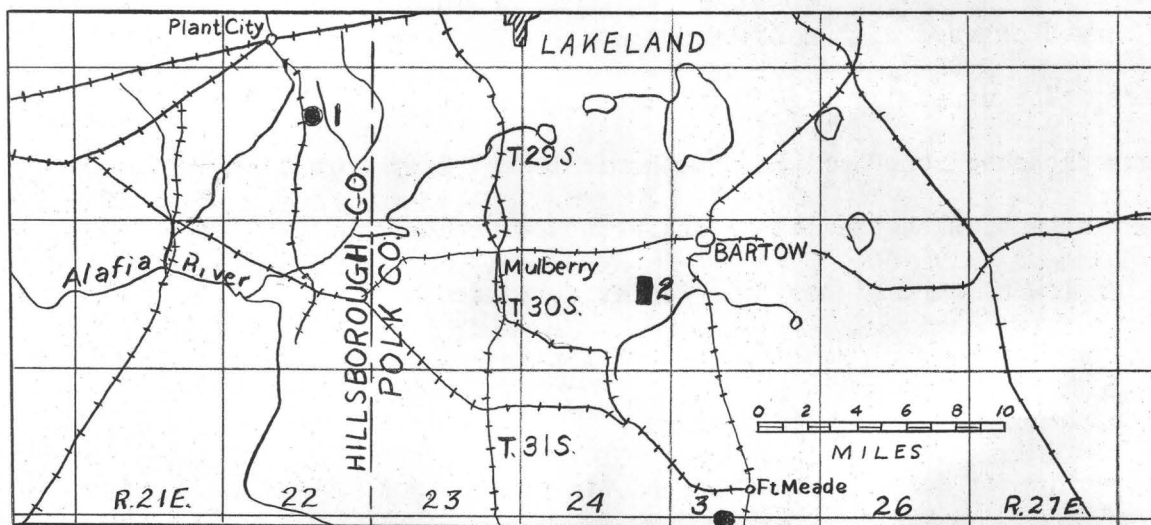 Plant City
LAKELAND
1
T.29S.
HILLSBOROUGH CO.
POLK CO.
Alafia River
Mulberry
BARTOW
T.30S.
2
0 2 4 6 8 10
MILES
T.31S.
Ft Meade
R.21E. 22 23 24 3 26 R.27E.